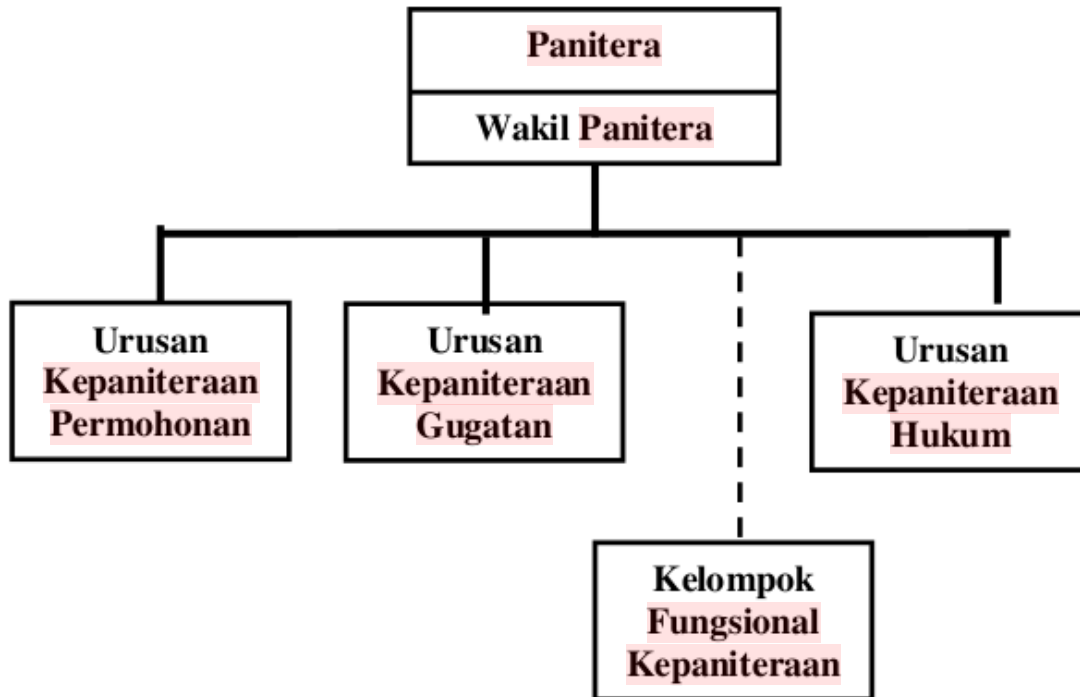 Panitera
Wakil Panitera
Urusan
Kepaniteraan
Permohonan
Urusan
Kepaniteraan
Gugatan
Urusan
Kepaniteraan
Hukum
Kelompok
Fungsional
Kepaniteraan